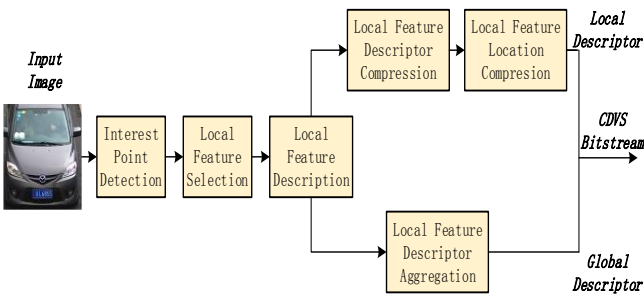 Input
Image
Interest
Point
Detection
Local
Feature
Selection
Local
Feature
Description
Local Feature
Descriptor
Compression
Local Feature
Location
Compresion
Local Feature
Descriptor
Aggregation
Local
Descriptor
CDVS
Bitstream
Global
Descriptor